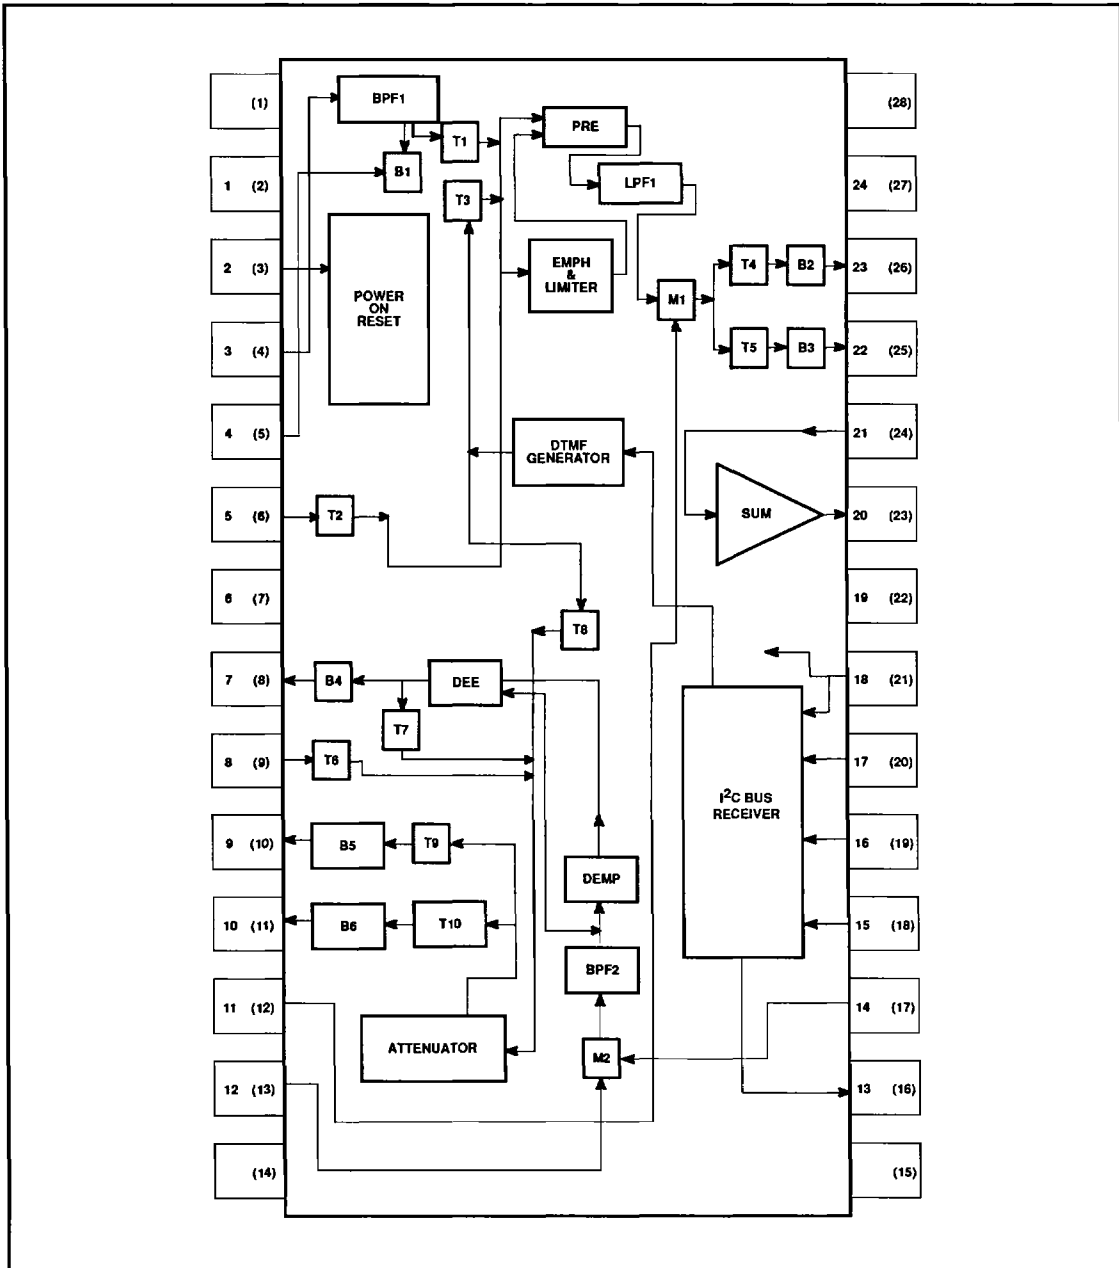 (1)
1 (2)
2 (3)
3 (4)
4 (5)
5 (6)
6 (7)
7 (8)
8 (9)
9 (10)
10 (11)
11 (12)
12 (13)
(14)
BPF1
T1
B1
T3
POWER
ON
RESET
PRE
LPF1
EMPH
&
LIMITER
M1
T4
B2
T5
B3
DTMF
GENERATOR
SUM
T2
T8
B4
DEE
T7
T6
I²C BUS
RECEIVER
B5
T9
DEMP
B6
T10
BPF2
ATTENUATOR
M2
(28)
24 (27)
23 (26)
22 (25)
21 (24)
20 (23)
19 (22)
18 (21)
17 (20)
16 (19)
15 (18)
14 (17)
13 (16)
(15)